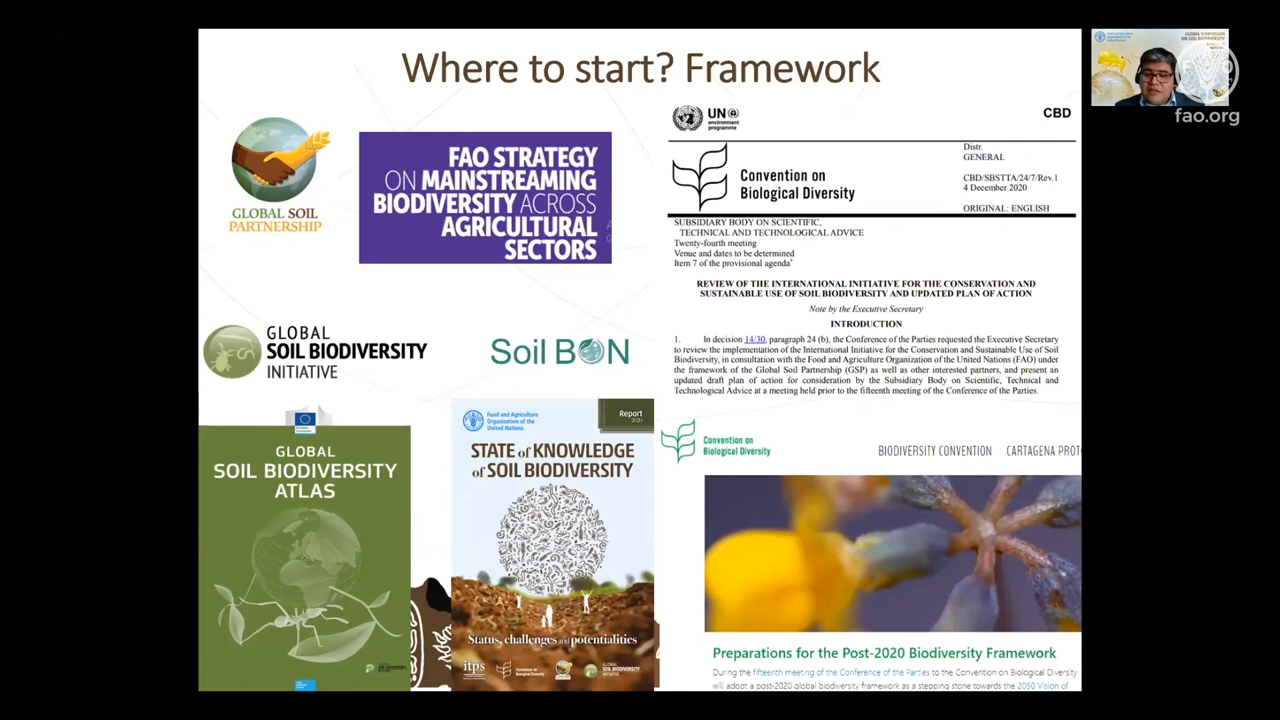 Where to start? Framework
GLOBAL SOIL
PARTNERSHIP
FAO STRATEGY
ON MAINSTREAMING
BIODIVERSITY ACROSS
AGRICULTURAL
SECTORS
GLOBAL
SOIL BIODIVERSITY
INITIATIVE
Soil BON
GLOBAL
SOIL BIODIVERSITY
ATLAS
Food and Agriculture
Organization of the
United Nations
Report
STATE of KNOWLEDGE
of SOIL BIODIVERSITY
Status, challenges and potentialities
itps
Convention on
Biological Diversity
GLOBAL
SOIL BIODIVERSITY
INITIATIVE
UN
environment
programme
CBD
Convention on
Biological Diversity
Distr.
GENERAL
CBD/SBSTTA/24/7/Rev.1
4 December 2020
ORIGINAL: ENGLISH
SUBSIDIARY BODY ON SCIENTIFIC,
TECHNICAL AND TECHNOLOGICAL ADVICE
Twenty-fourth meeting
Venue and dates to be determined
Item 7 of the provisional agenda*
REVIEW OF THE INTERNATIONAL INITIATIVE FOR THE CONSERVATION AND
SUSTAINABLE USE OF SOIL BIODIVERSITY AND UPDATED PLAN OF ACTION
Note by the Executive Secretary
INTRODUCTION
1. In decision 14/30, paragraph 24 (b), the Conference of the Parties requested the Executive Secretary
to review the implementation of the International Initiative for the Conservation and Sustainable Use of Soil
Biodiversity, in consultation with the Food and Agriculture Organization of the United Nations (FAO) under
the framework of the Global Soil Partnership (GSP) as well as other interested partners, and present an
updated draft plan of action for consideration by the Subsidiary Body on Scientific, Technical and
Technological Advice at a meeting held prior to the fifteenth meeting of the Conference of the Parties.
Convention on
Biological Diversity
BIODIVERSITY CONVENTION CARTAGENA PROT
Preparations for the Post-2020 Biodiversity Framework
During the fifteenth meeting of the Conference of the Parties to the Convention on Biological Diversity
will adopt a post-2020 global biodiversity framework as a stepping stone towards the 2050 Vision of
GLOBAL SYMPOSIUM
ON SOIL BIODIVERSITY
FAO
fao.org